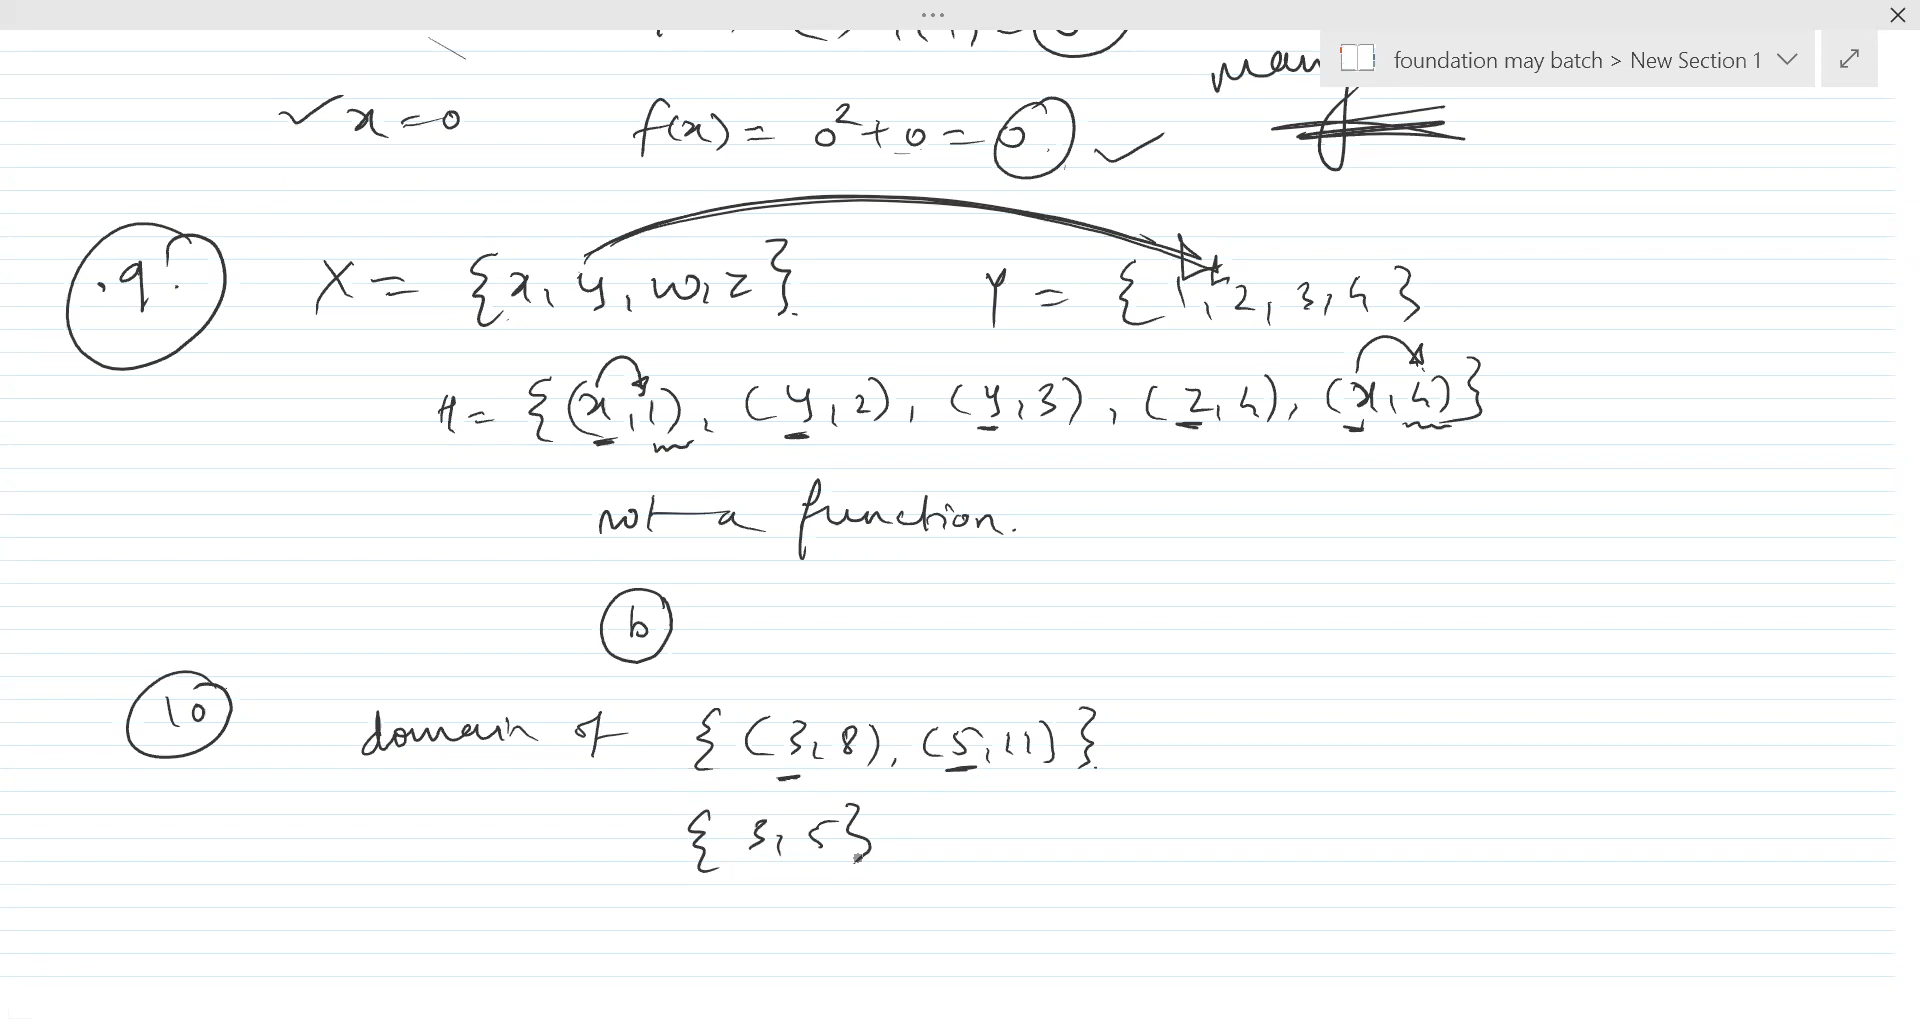 foundation may batch > New Section 1
x=0 f(x) = 0² + 0 = 0
9. X = {x, y, w, z} Y = {1, 2, 3, 4}
H = {(x, 1), (y, 2), (y, 3), (z, 4), (x, 4)}
not a function.
b
10 domain of {(3, 8), (5, 11)}
{3, 5}